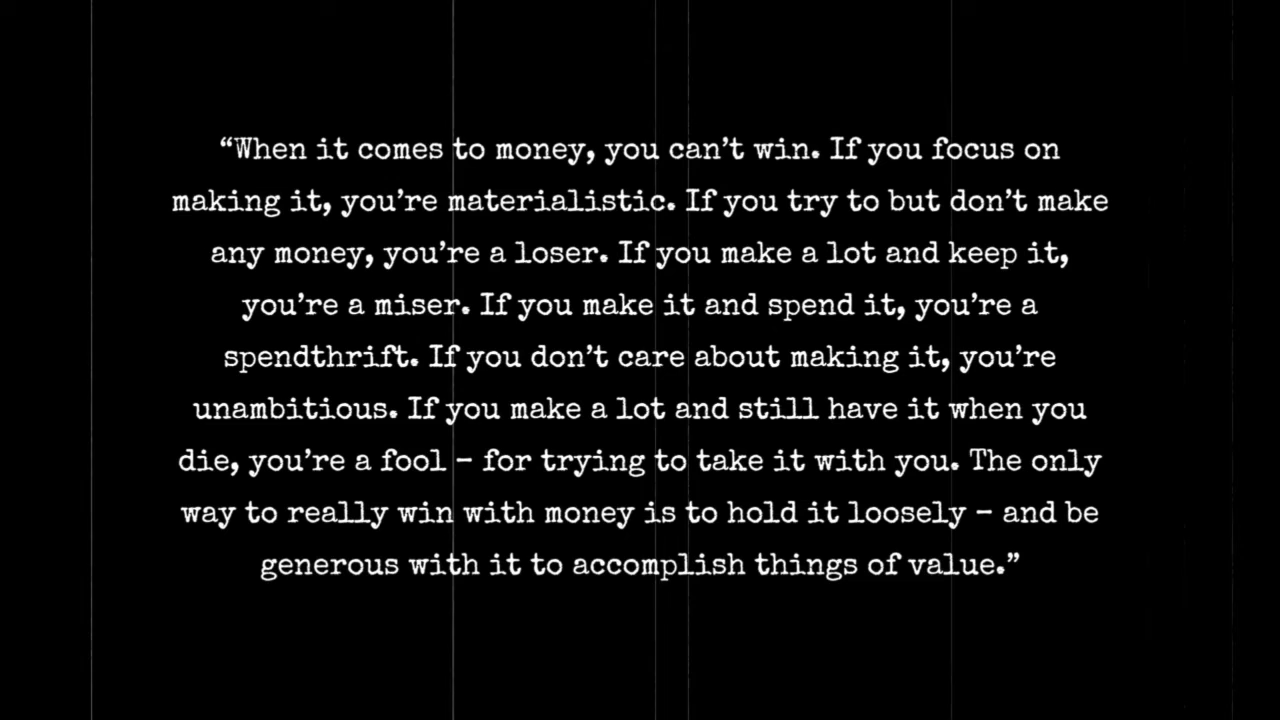 “When it comes to money, you can’t win. If you focus on
making it, you’re materialistic. If you try to but don’t make
any money, you’re a loser. If you make a lot and keep it,
you’re a miser. If you make it and spend it, you’re a
spendthrift. If you don’t care about making it, you’re
unambitious. If you make a lot and still have it when you
die, you’re a fool – for trying to take it with you. The only
way to really win with money is to hold it loosely – and be
generous with it to accomplish things of value.”